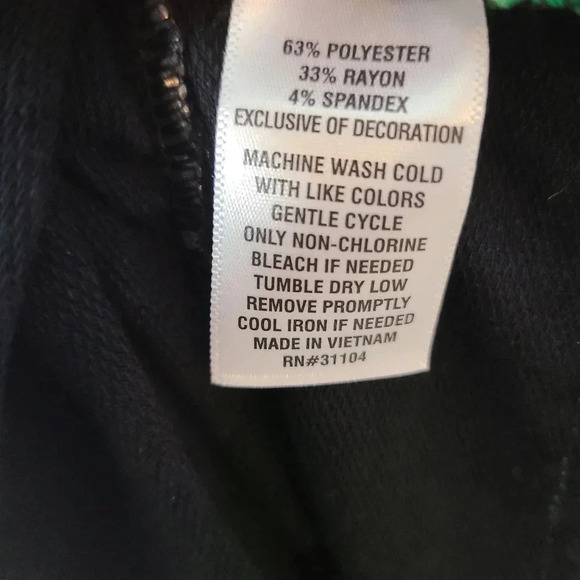 63% POLYESTER
33% RAYON
4% SPANDEX
EXCLUSIVE OF DECORATION
MACHINE WASH COLD
WITH LIKE COLORS
GENTLE CYCLE
ONLY NON-CHLORINE
BLEACH IF NEEDED
TUMBLE DRY LOW
REMOVE PROMPTLY
COOL IRON IF NEEDED
MADE IN VIETNAM
RN#31104